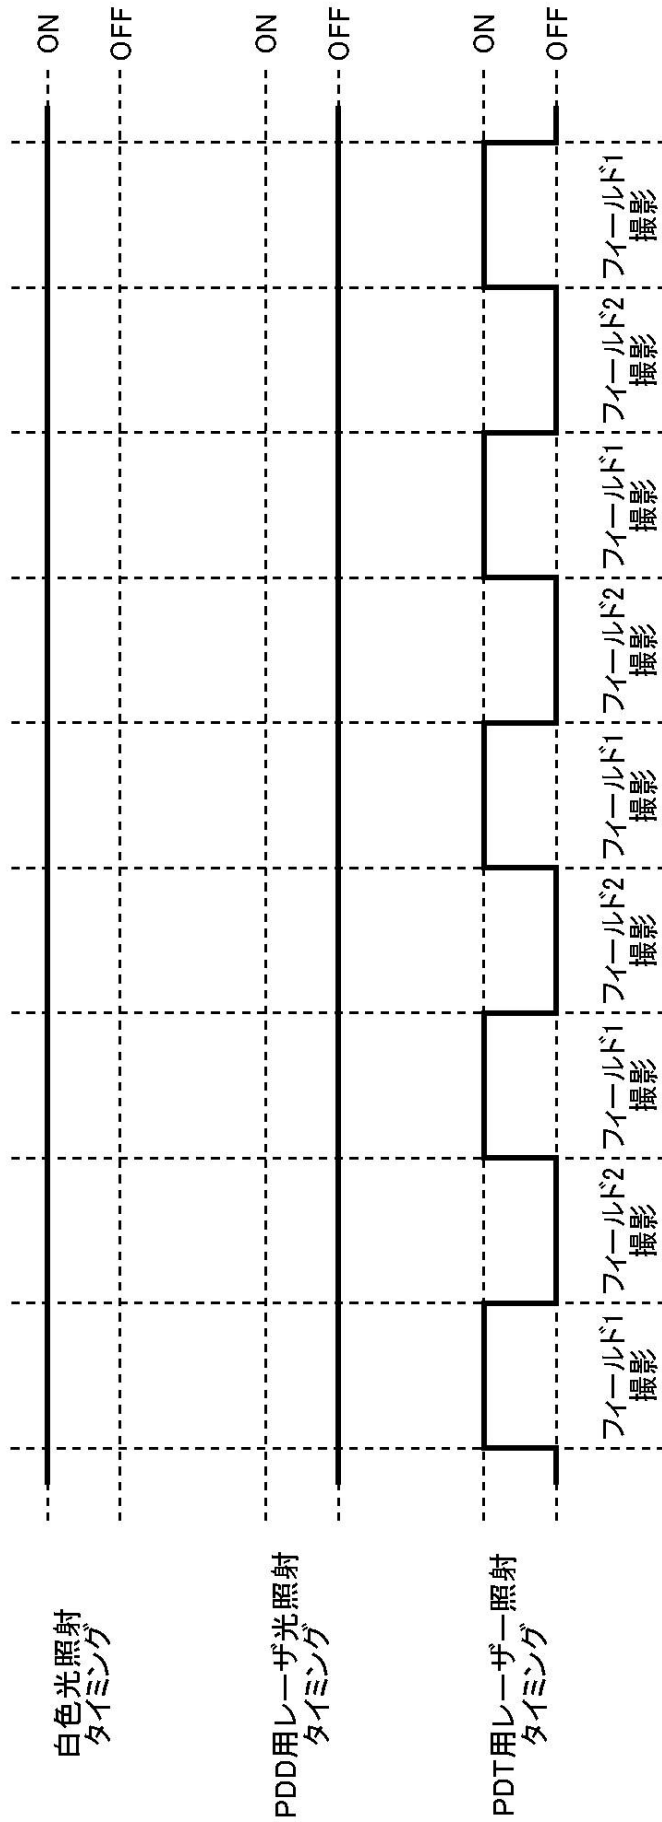 白色光照射
タイミング
ON
OFF
PDD用レーザ光照射
タイミング
ON
OFF
PDT用レーザー照射
タイミング
ON
OFF
フィールド1
撮影
フィールド2
撮影
フィールド1
撮影
フィールド2
撮影
フィールド1
撮影
フィールド2
撮影
フィールド1
撮影
フィールド2
撮影
フィールド1
撮影